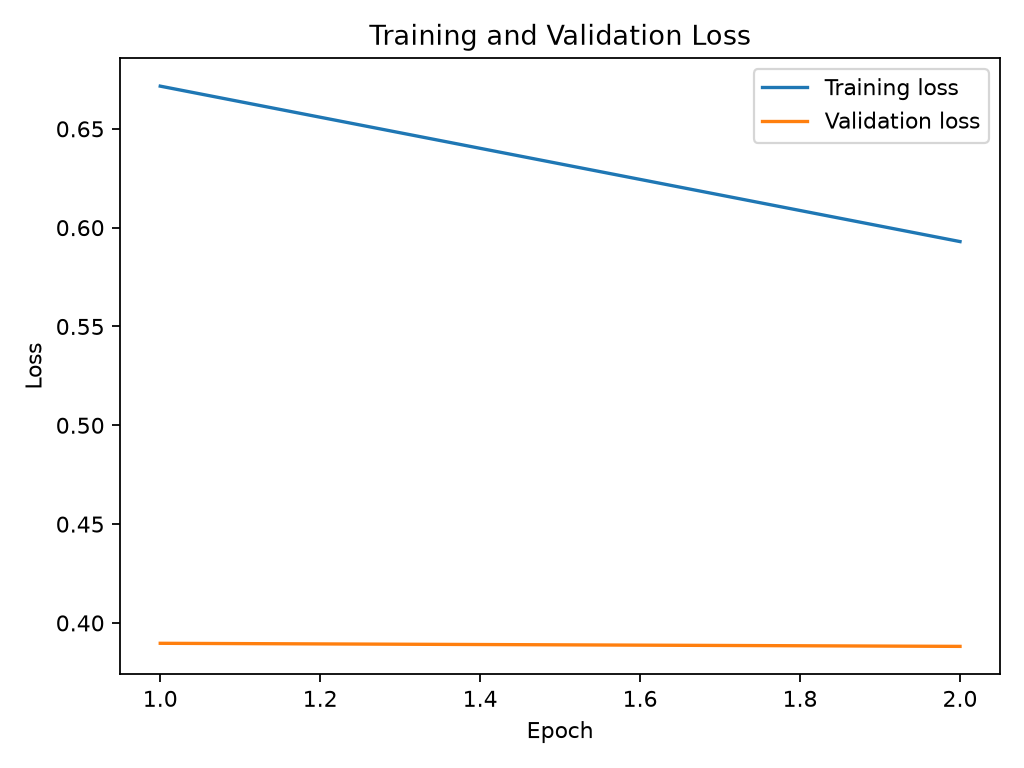 Training and Validation Loss
Training loss
Validation loss
0.65
0.60
0.55
0.50
0.45
0.40
Loss
1.0 1.2 1.4 1.6 1.8 2.0
Epoch